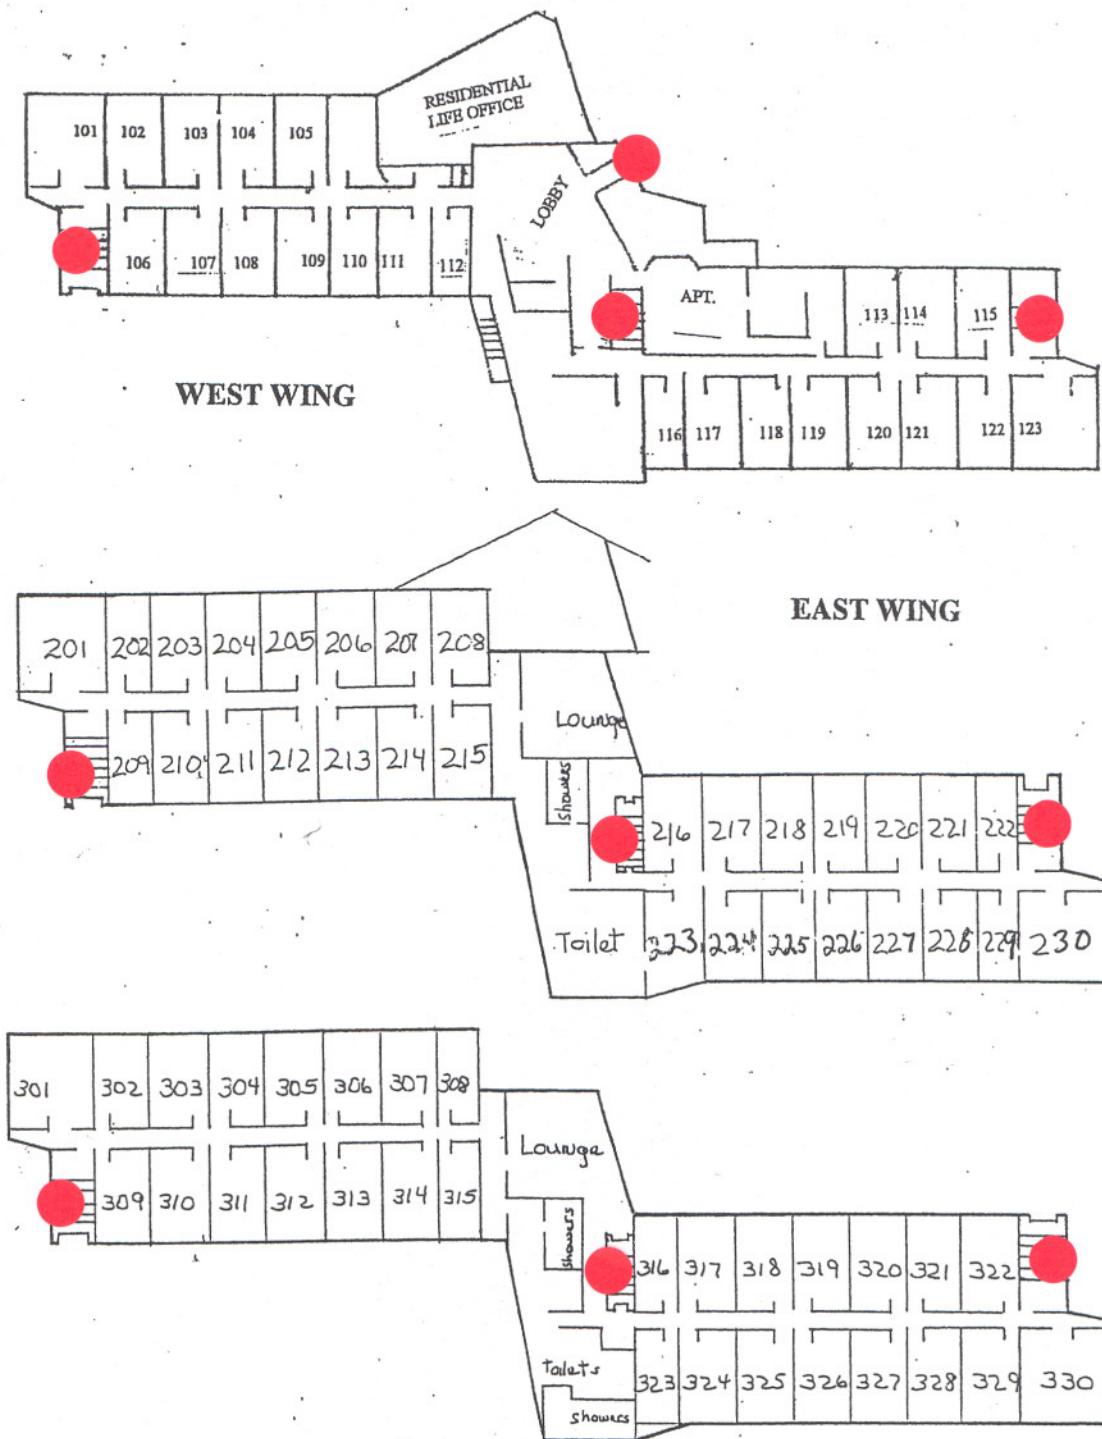 RESIDENTIAL
LIFE OFFICE
101 102 103 104 105
LOBBY
106 107 108 109 110 111 112
APT.
113 114 115
WEST WING
116 117 118 119 120 121 122 123
EAST WING
201 202 203 204 205 206 207 208
Lounge
209 210 211 212 213 214 215
showers
216 217 218 219 220 221 222
Toilet 223 224 225 226 227 228 229 230
301 302 303 304 305 306 307 308
Lounge
309 310 311 312 313 314 315
showers
316 317 318 319 320 321 322
Toilets
323 324 325 326 327 328 329 330
showers